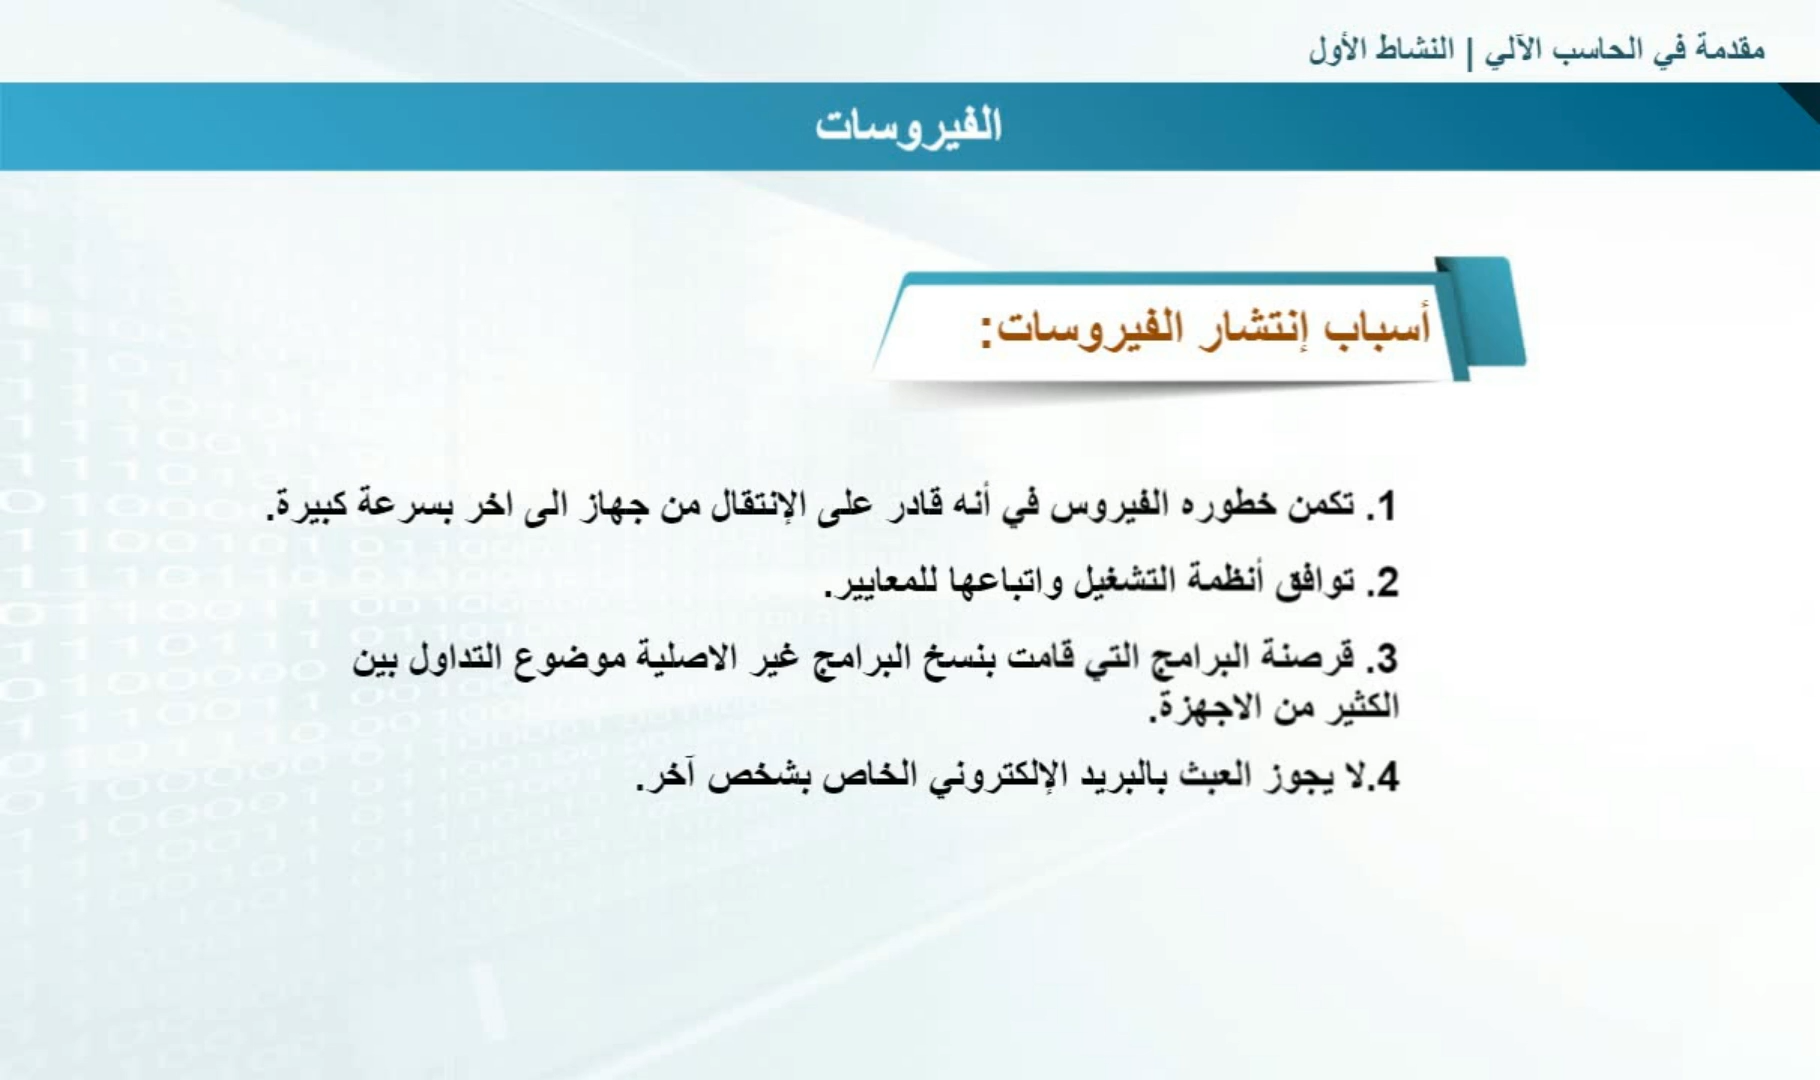 مقدمة في الحاسب الآلي | النشاط الأول
الفيروسات
أسباب إنتشار الفيروسات:
1. تكمن خطوره الفيروس في أنه قادر على الإنتقال من جهاز الى اخر بسرعة كبيرة.
2. توافق أنظمة التشغيل واتباعها للمعايير.
3. قرصنة البرامج التي قامت بنسخ البرامج غير الاصلية موضوع التداول بين
الكثير من الاجهزة.
4.لا يجوز العبث بالبريد الإلكتروني الخاص بشخص آخر.